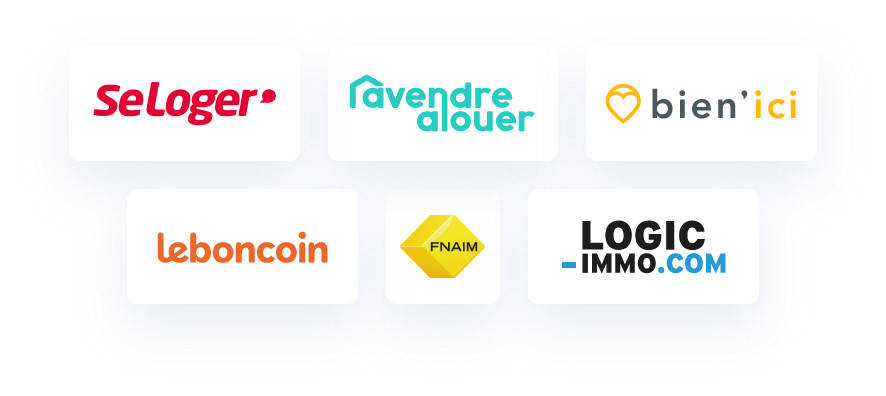 SeLoger
avendre
alouer
bien'ici
leboncoin
FNAIM
LOGIC
-IMMO.COM